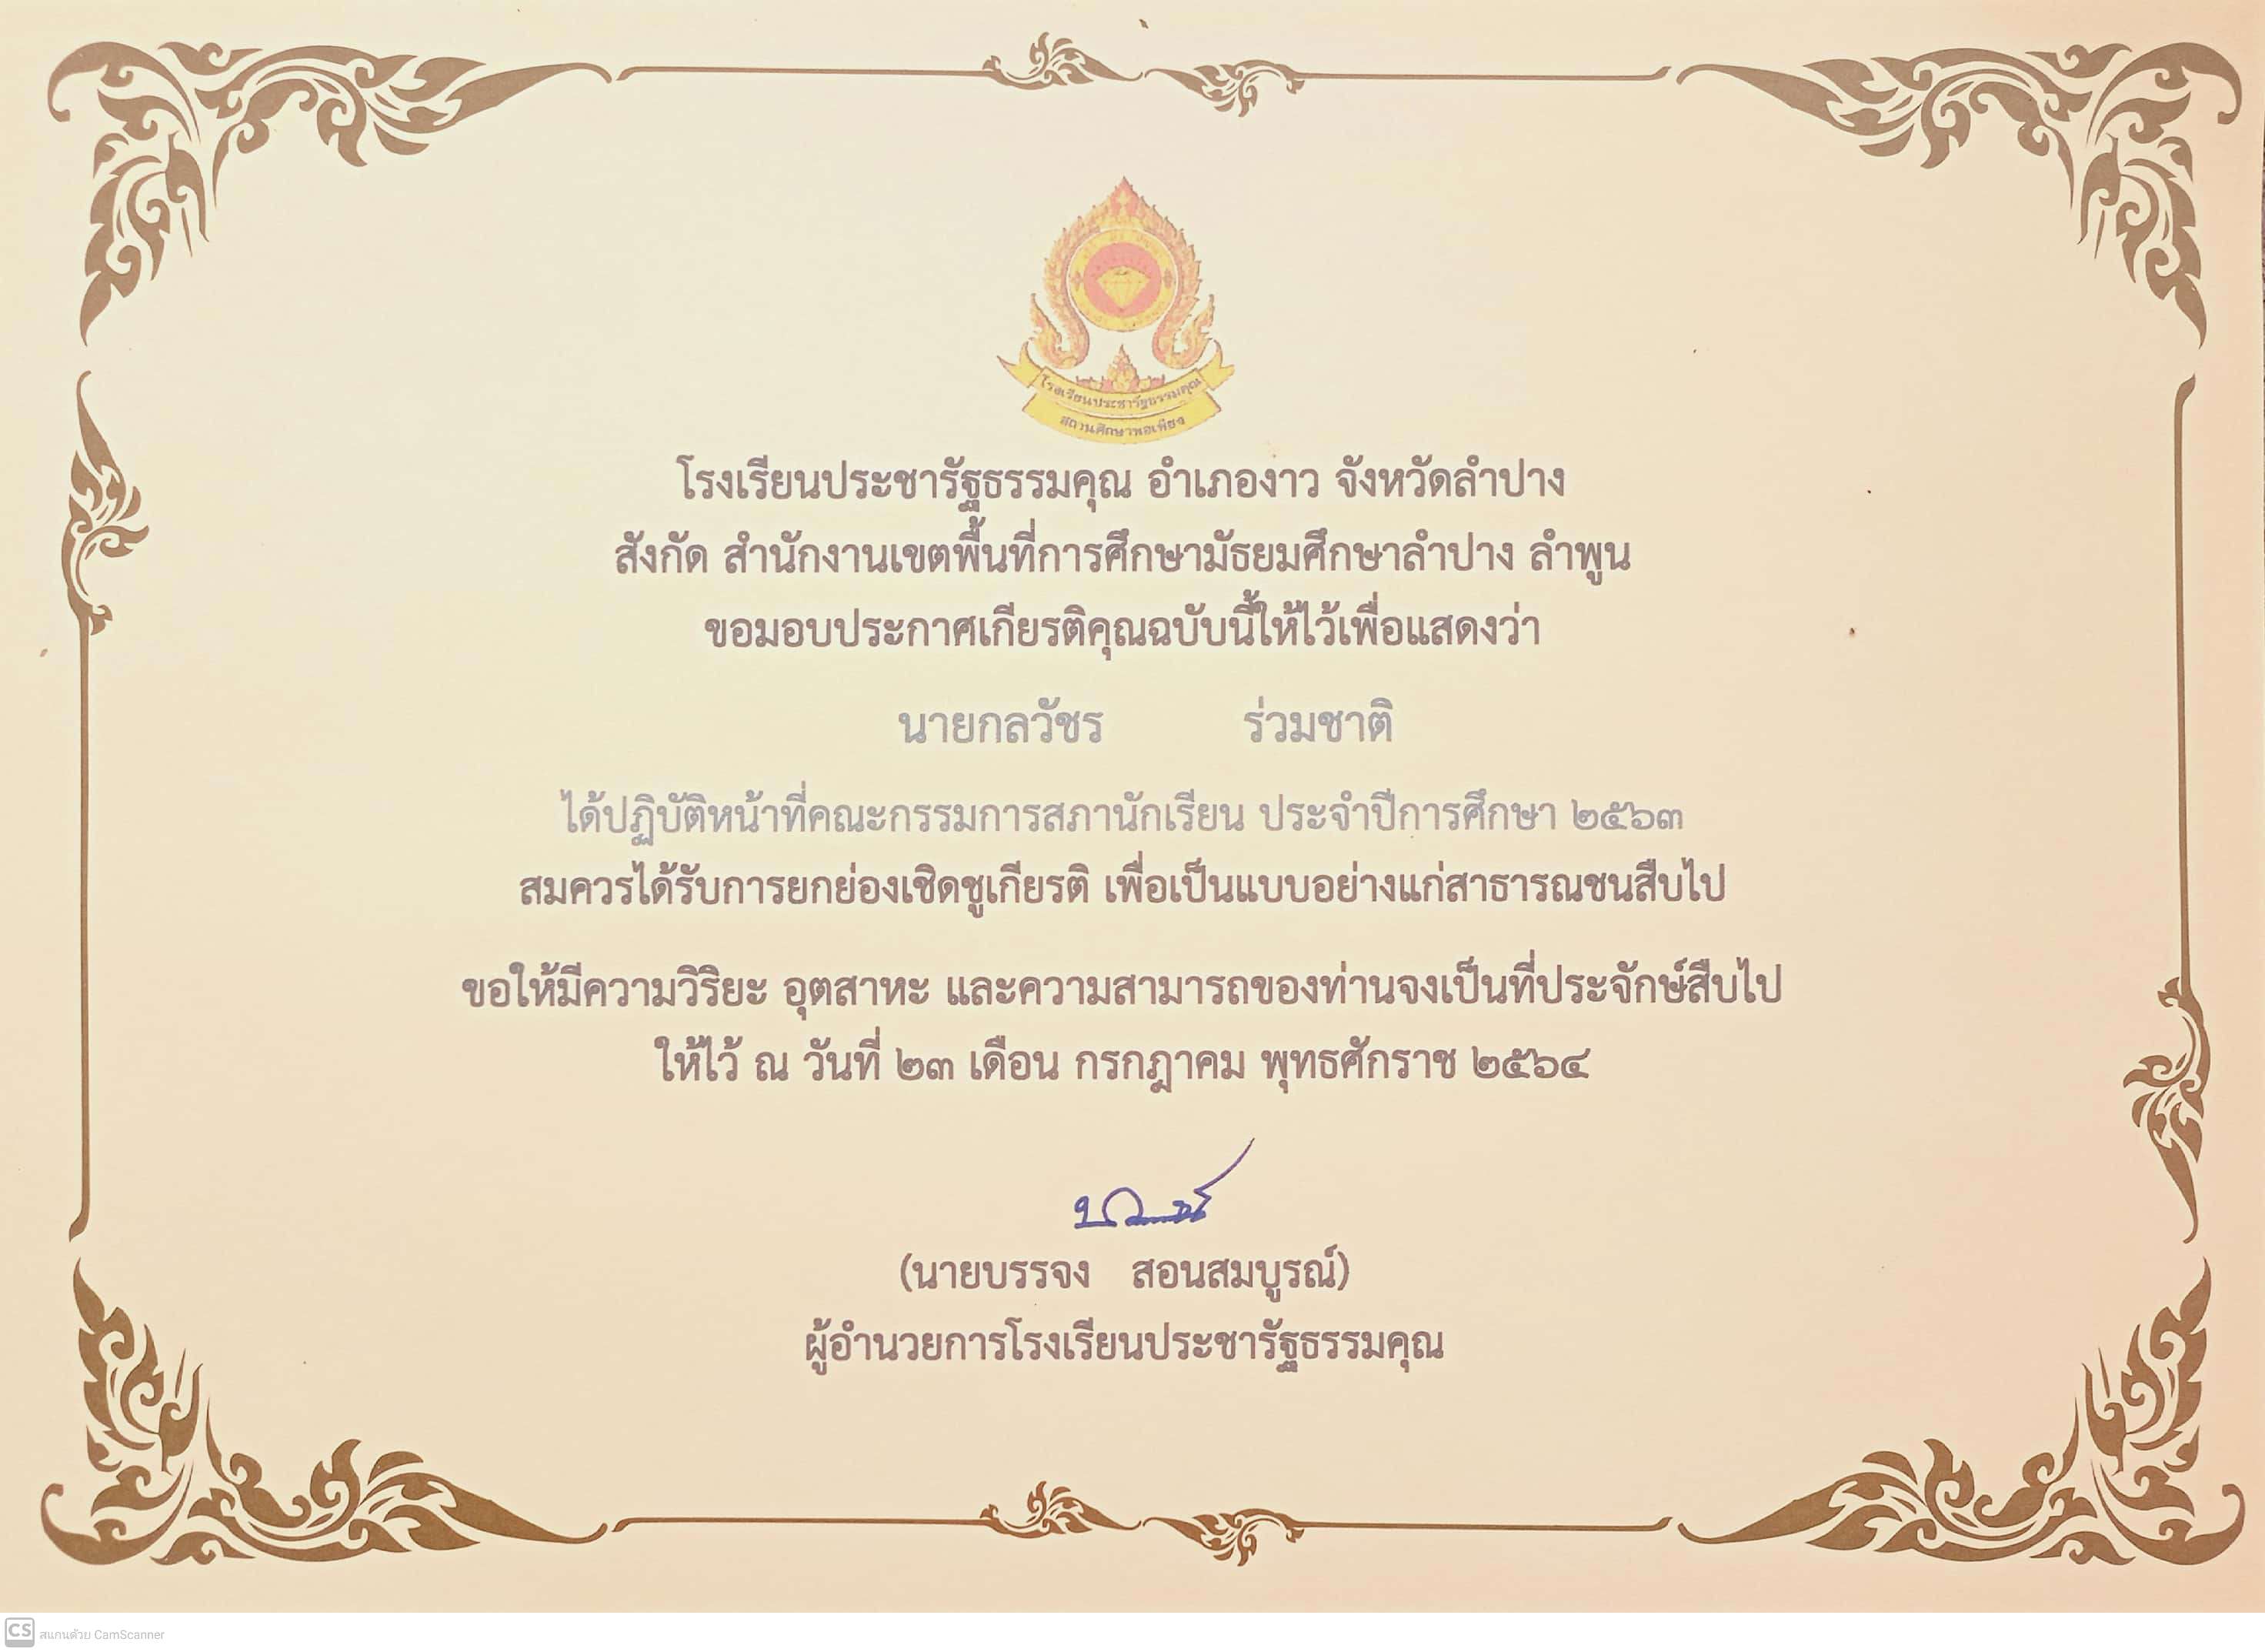 โรงเรียนประชารัฐธรรมคุณ
สถานศึกษาพอเพียง
โรงเรียนประชารัฐธรรมคุณ อำเภองาว จังหวัดลำปาง
สังกัด สำนักงานเขตพื้นที่การศึกษามัธยมศึกษาลำปาง ลำพูน
ขอมอบประกาศเกียรติคุณฉบับนี้ให้ไว้เพื่อแสดงว่า
นายกลวัชร ร่วมชาติ
ได้ปฏิบัติหน้าที่คณะกรรมการสภานักเรียน ประจำปีการศึกษา ๒๕๖๓
สมควรได้รับการยกย่องเชิดชูเกียรติ เพื่อเป็นแบบอย่างแก่สาธารณชนสืบไป
ขอให้มีความวิริยะ อุตสาหะ และความสามารถของท่านจงเป็นที่ประจักษ์สืบไป
ให้ไว้ ณ วันที่ ๒๓ เดือน กรกฎาคม พุทธศักราช ๒๕๖๔
(นายบรรจง สอนสมบูรณ์)
ผู้อำนวยการโรงเรียนประชารัฐธรรมคุณ
CS สแกนด้วย CamScanner